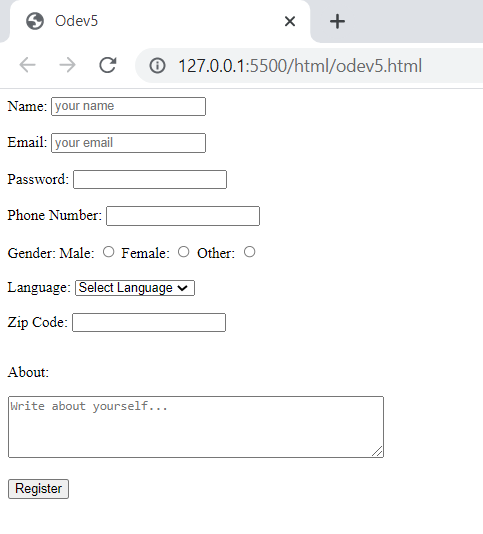 Odev5
127.0.0.1:5500/html/odev5.html
Name: your name
Email: your email
Password:
Phone Number:
Gender: Male: Female: Other:
Language: Select Language
Zip Code:
About:
Write about yourself...
Register